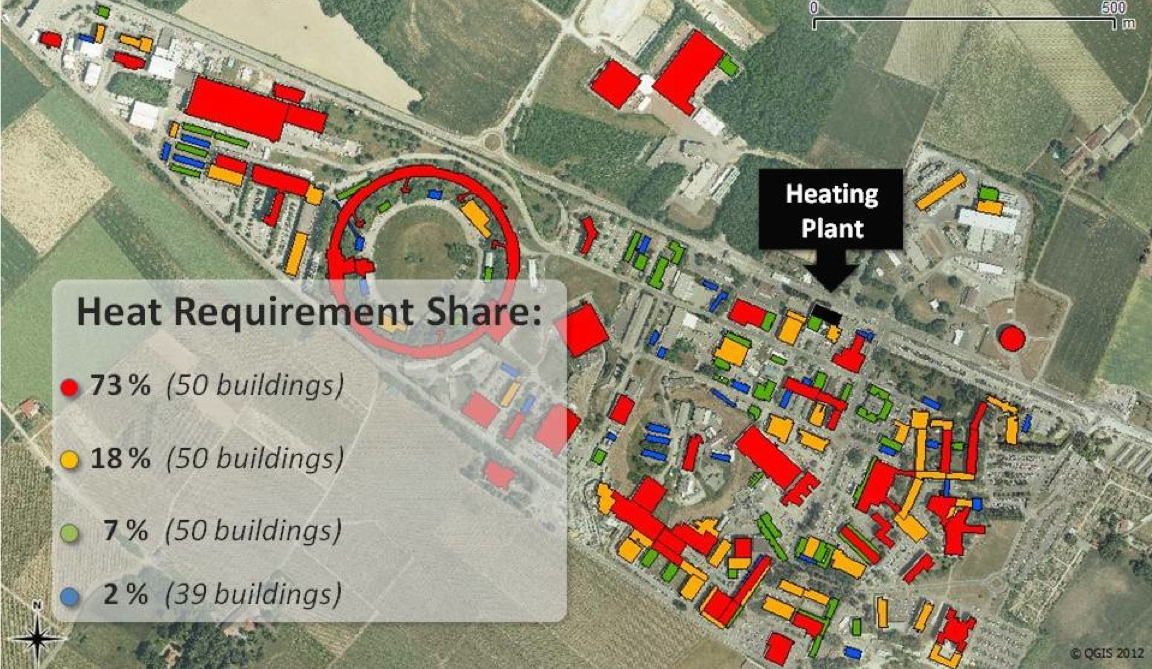 0 500
m
Heating
Plant
Heat Requirement Share:
73 % (50 buildings)
18 % (50 buildings)
7 % (50 buildings)
2 % (39 buildings)
N
© QGIS 2012